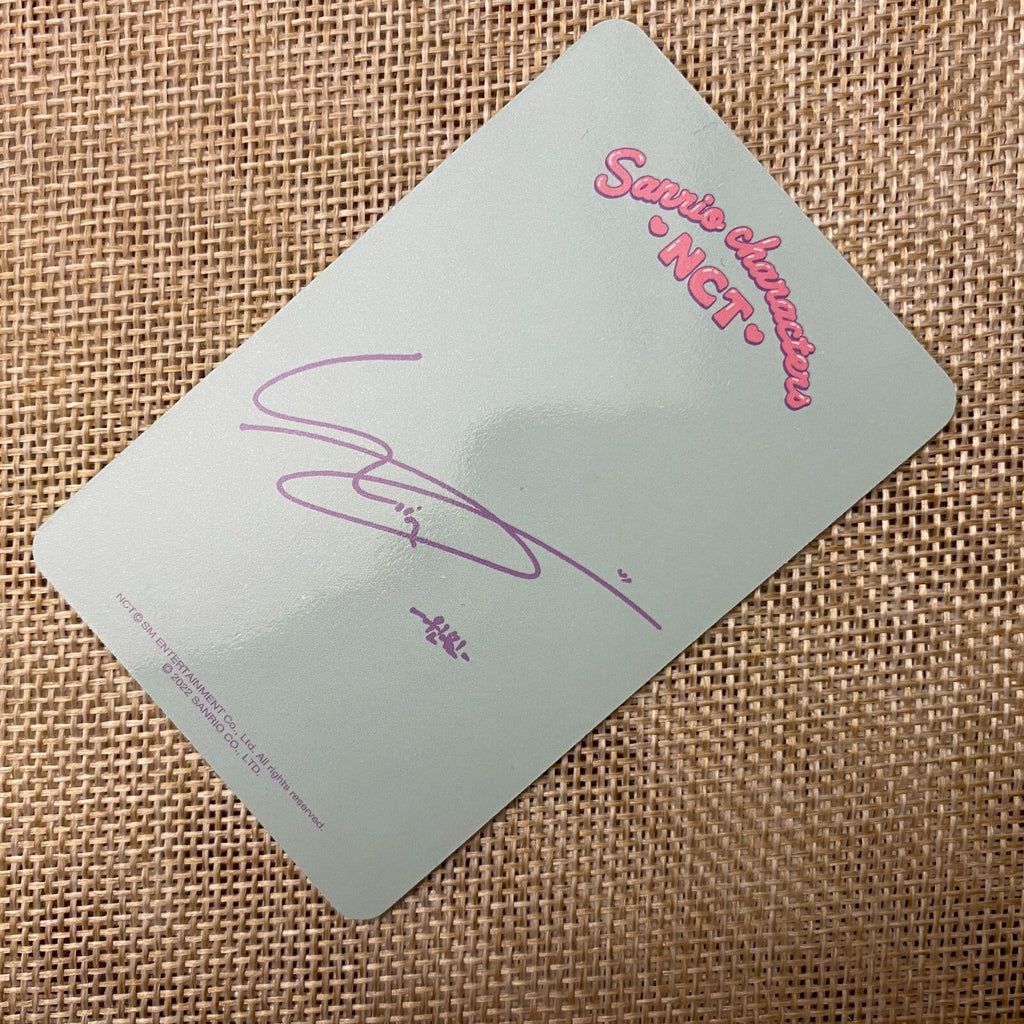 Sanrio characters
NCT
NCT © SM ENTERTAINMENT Co., Ltd. All rights reserved.
© 2022 SANRIO CO., LTD.